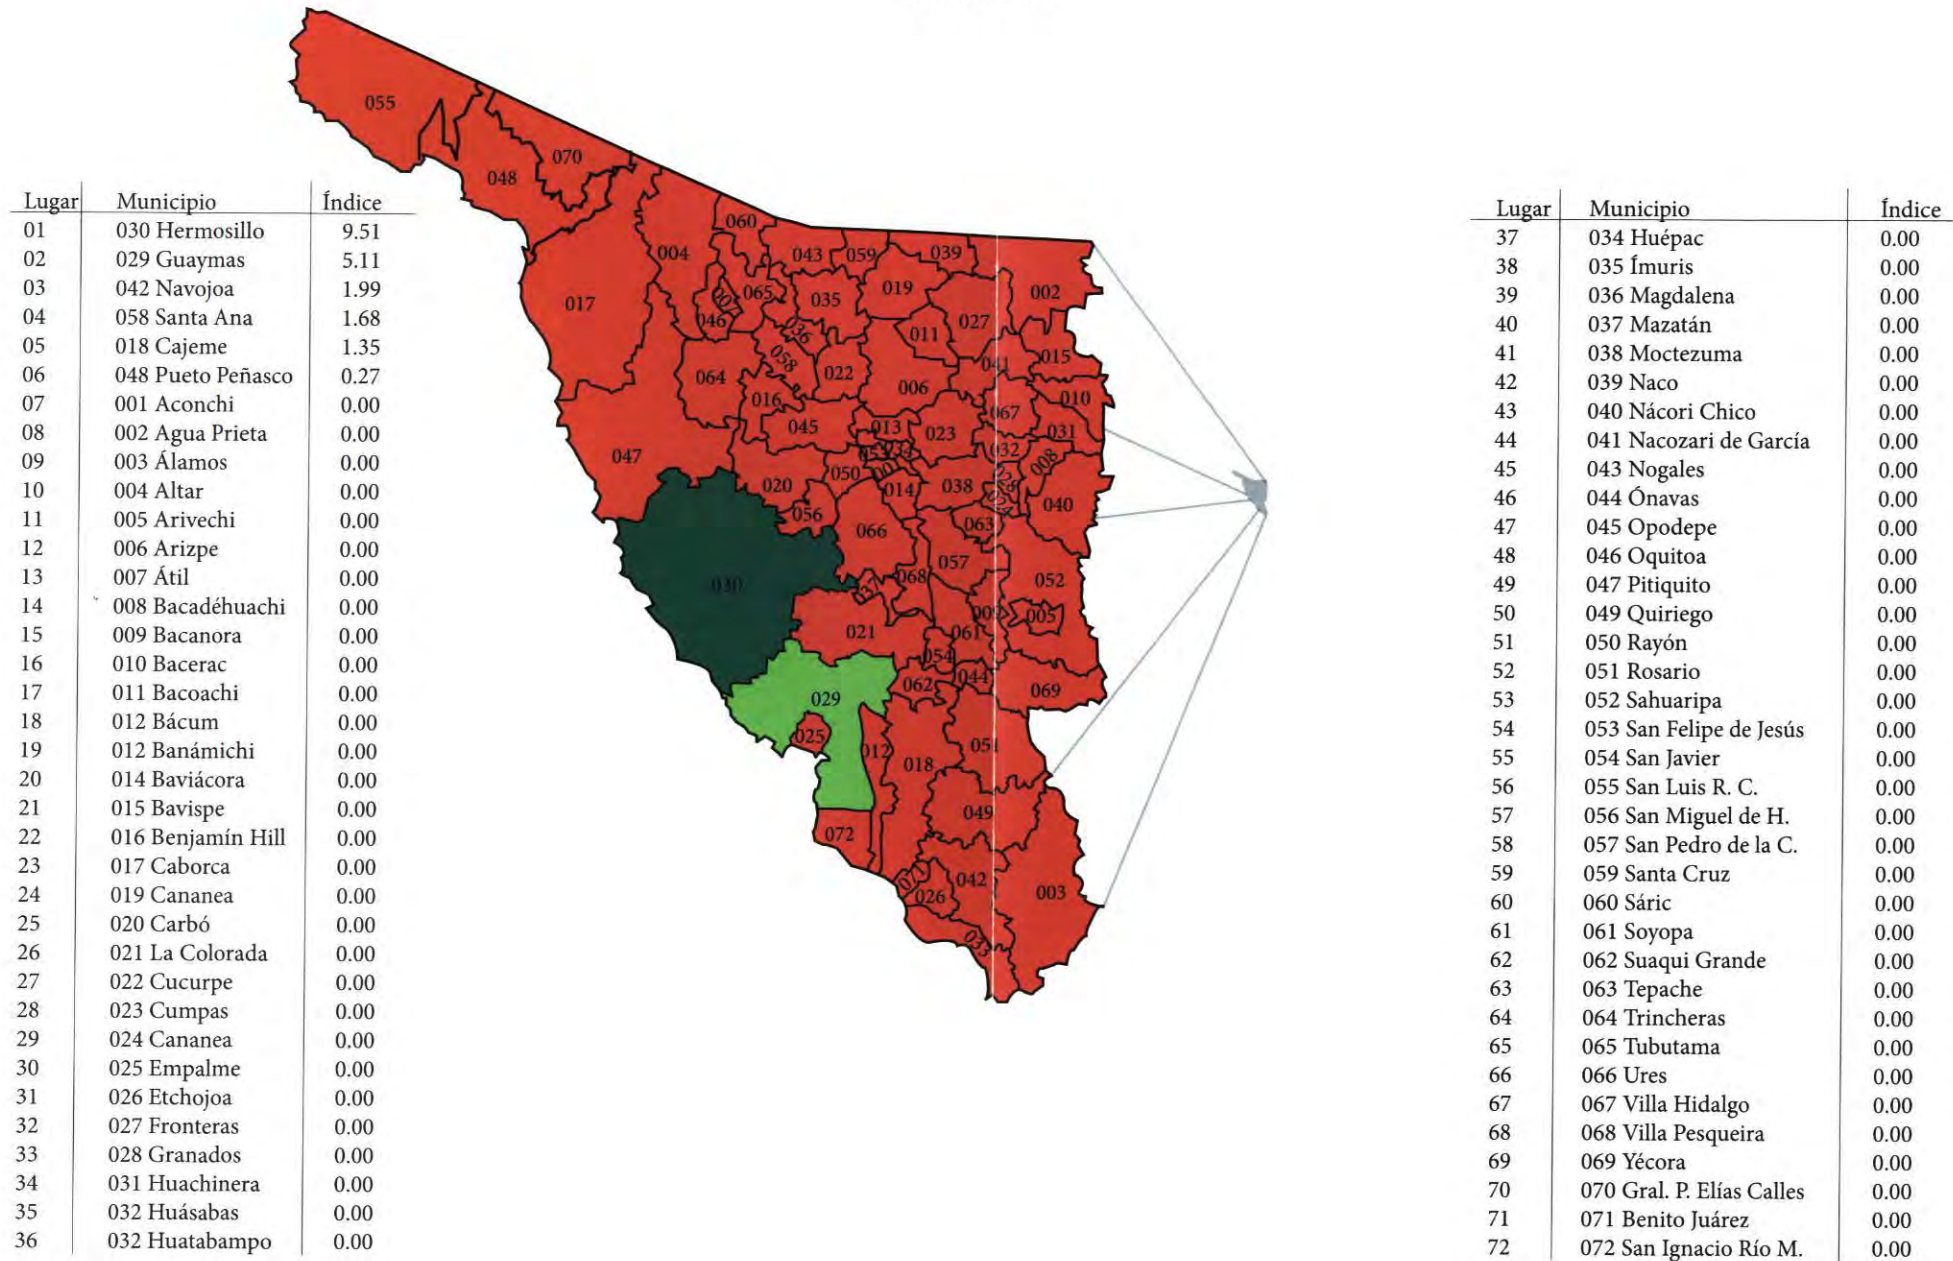 Lugar Municipio Índice
01 030 Hermosillo 9.51
02 029 Guaymas 5.11
03 042 Navojoa 1.99
04 058 Santa Ana 1.68
05 018 Cajeme 1.35
06 048 Pueto Peñasco 0.27
07 001 Aconchi 0.00
08 002 Agua Prieta 0.00
09 003 Álamos 0.00
10 004 Altar 0.00
11 005 Arivechi 0.00
12 006 Arizpe 0.00
13 007 Átil 0.00
14 008 Bacadéhuachi 0.00
15 009 Bacanora 0.00
16 010 Bacerac 0.00
17 011 Bacoachi 0.00
18 012 Bácum 0.00
19 012 Banámichi 0.00
20 014 Baviácora 0.00
21 015 Bavispe 0.00
22 016 Benjamín Hill 0.00
23 017 Caborca 0.00
24 019 Cananea 0.00
25 020 Carbó 0.00
26 021 La Colorada 0.00
27 022 Cucurpe 0.00
28 023 Cumpas 0.00
29 024 Cananea 0.00
30 025 Empalme 0.00
31 026 Etchojoa 0.00
32 027 Fronteras 0.00
33 028 Granados 0.00
34 031 Huachinera 0.00
35 032 Huásabas 0.00
36 032 Huatabampo 0.00
055
070
048
060
004
043
059
039
017
046
065
035
019
002
036
011
027
058
041
015
064
022
006
016
067
010
045
013
023
031
047
034
032
008
020
050
014
038
040
056
066
063
030
057
037
068
052
009
005
021
061
054
029
062
044
069
025
012
018
051
049
072
071
026
042
003
033
Lugar Municipio Índice
37 034 Huépac 0.00
38 035 Ímuris 0.00
39 036 Magdalena 0.00
40 037 Mazatán 0.00
41 038 Moctezuma 0.00
42 039 Naco 0.00
43 040 Nácori Chico 0.00
44 041 Nacozari de García 0.00
45 043 Nogales 0.00
46 044 Ónavas 0.00
47 045 Opodepe 0.00
48 046 Oquitoa 0.00
49 047 Pitiquito 0.00
50 049 Quiriego 0.00
51 050 Rayón 0.00
52 051 Rosario 0.00
53 052 Sahuaripa 0.00
54 053 San Felipe de Jesús 0.00
55 054 San Javier 0.00
56 055 San Luis R. C. 0.00
57 056 San Miguel de H. 0.00
58 057 San Pedro de la C. 0.00
59 059 Santa Cruz 0.00
60 060 Sáric 0.00
61 061 Soyopa 0.00
62 062 Suaqui Grande 0.00
63 063 Tepache 0.00
64 064 Trincheras 0.00
65 065 Tubutama 0.00
66 066 Ures 0.00
67 067 Villa Hidalgo 0.00
68 068 Villa Pesqueira 0.00
69 069 Yécora 0.00
70 070 Gral. P. Elías Calles 0.00
71 071 Benito Juárez 0.00
72 072 San Ignacio Río M. 0.00